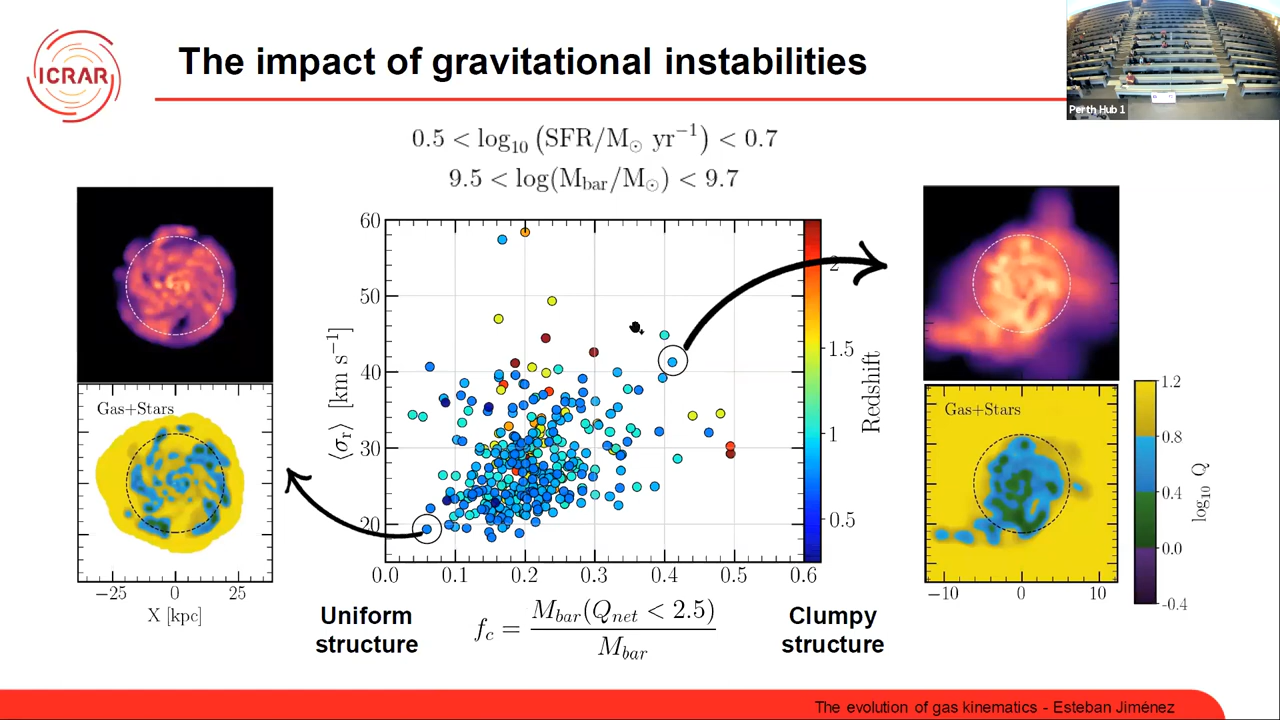 ICRAR
The impact of gravitational instabilities
Perth Hub 1
0.5 < log₁₀ (SFR/M⊙ yr⁻¹) < 0.7
9.5 < log(M_bar/M⊙) < 9.7
Gas+Stars
−25 0 25
X [kpc]
60
50
40
30
20
⟨σ_r⟩ [km s⁻¹]
0.0 0.1 0.2 0.3 0.4 0.5 0.6
2
1.5
1
0.5
Redshift
Gas+Stars
−10 0 10
1.2
0.8
0.4
0.0
-0.4
log₁₀ Q
Uniform
structure
f_c = M_bar(Q_net < 2.5) / M_bar
Clumpy
structure
The evolution of gas kinematics - Esteban Jiménez